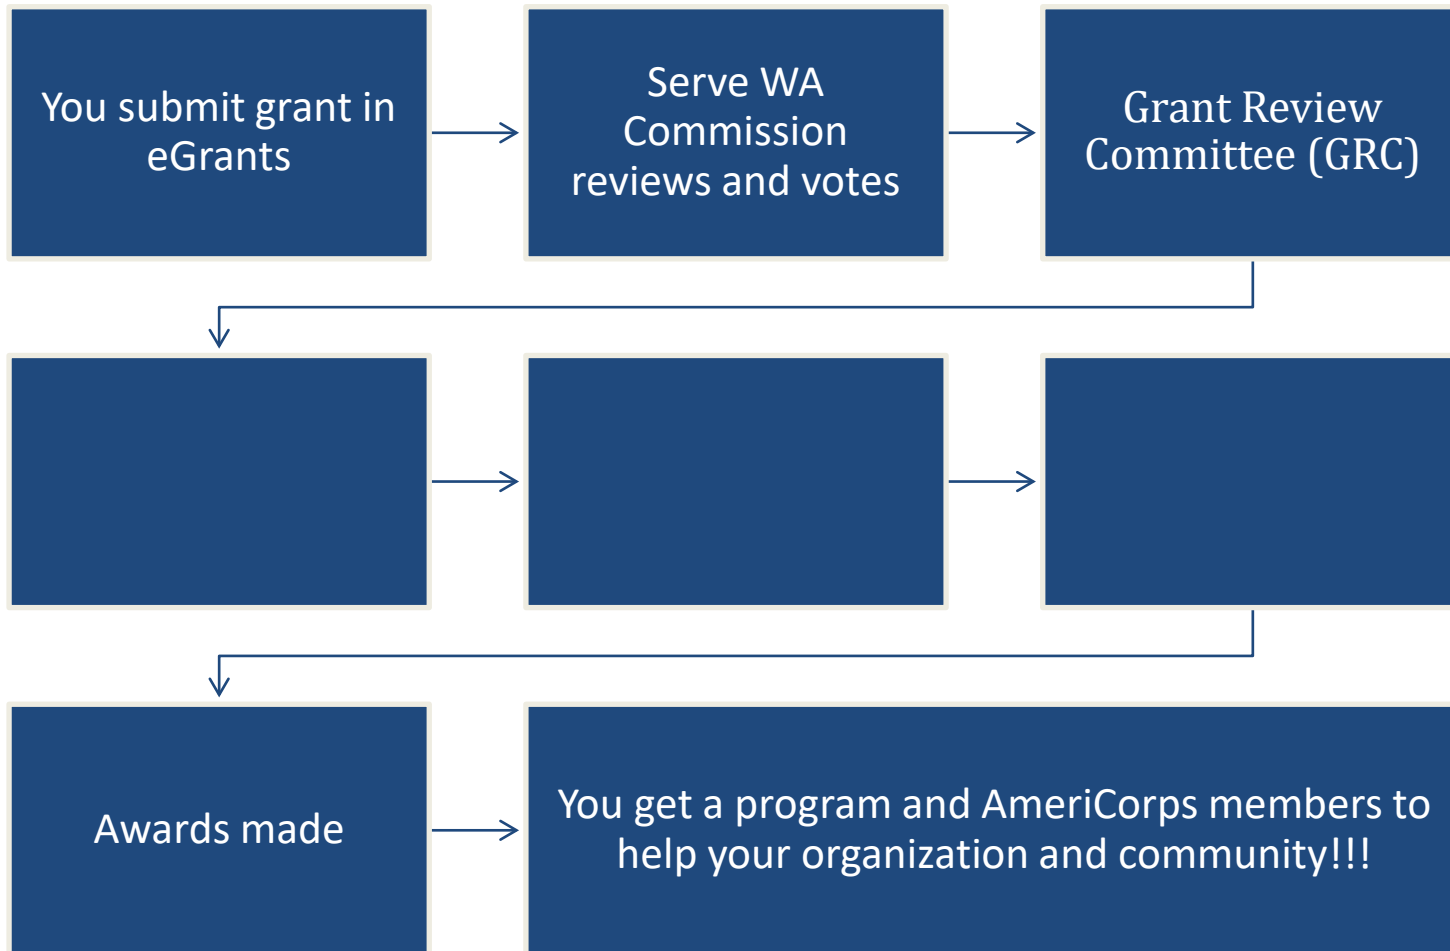 You submit grant in
eGrants
Serve WA
Commission
reviews and votes
Grant Review
Committee (GRC)
Awards made
You get a program and AmeriCorps members to
help your organization and community!!!